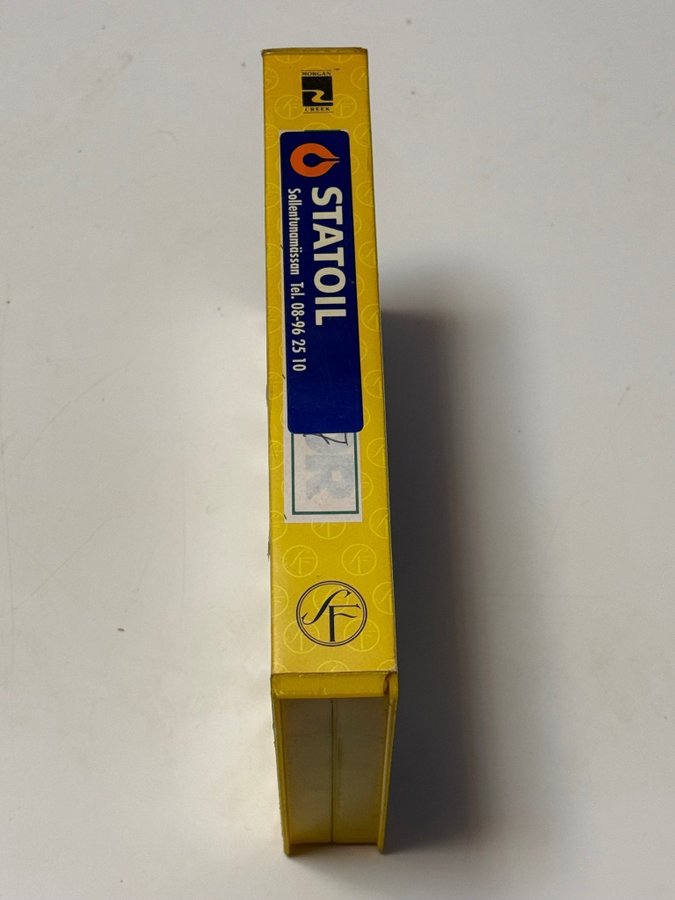 MORGAN
CREEK
STATOIL
Sollentunamässan Tel. 08-96 25 10
SF